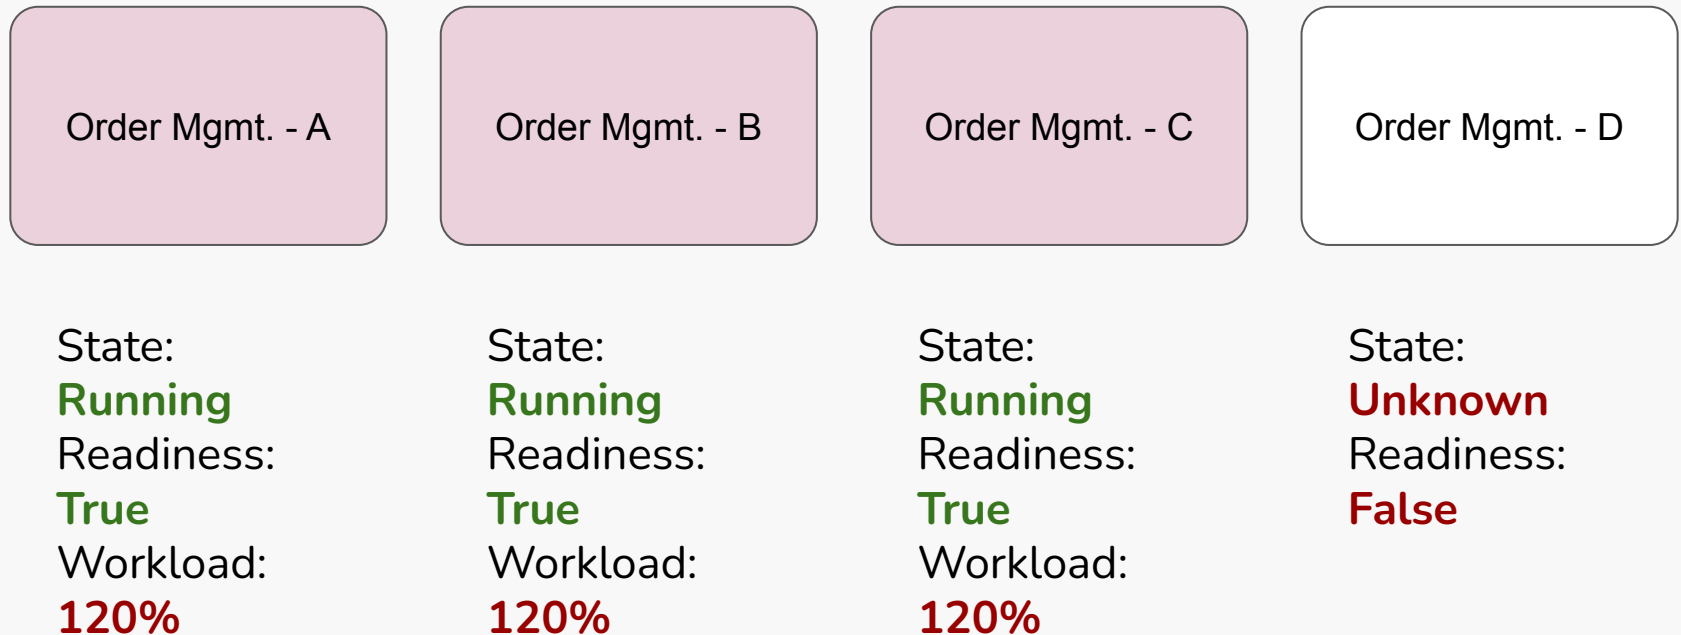 Order Mgmt. - A
Order Mgmt. - B
Order Mgmt. - C
Order Mgmt. - D
State:
Running
Readiness:
True
Workload:
120%
State:
Running
Readiness:
True
Workload:
120%
State:
Running
Readiness:
True
Workload:
120%
State:
Unknown
Readiness:
False